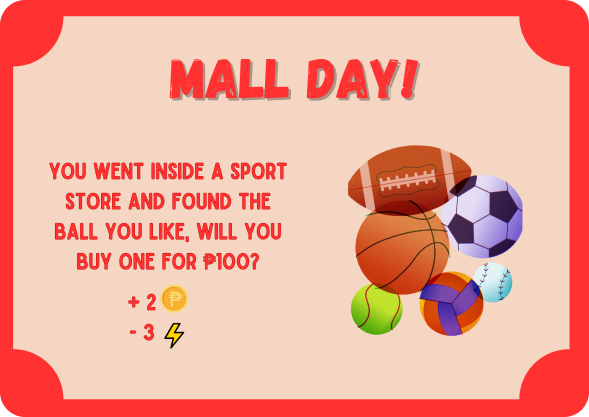 MALL DAY!
YOU WENT INSIDE A SPORT
STORE AND FOUND THE
BALL YOU LIKE, WILL YOU
BUY ONE FOR ₱100?
+ 2 ₱
- 3